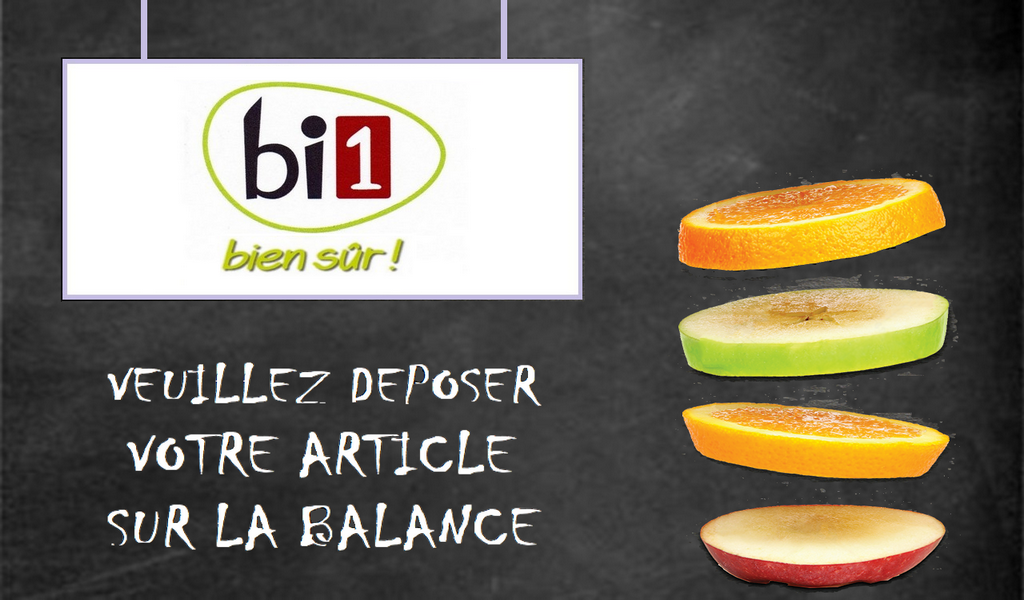 bi1
bien sûr !
VEUILLEZ DEPOSER
VOTRE ARTICLE
SUR LA BALANCE